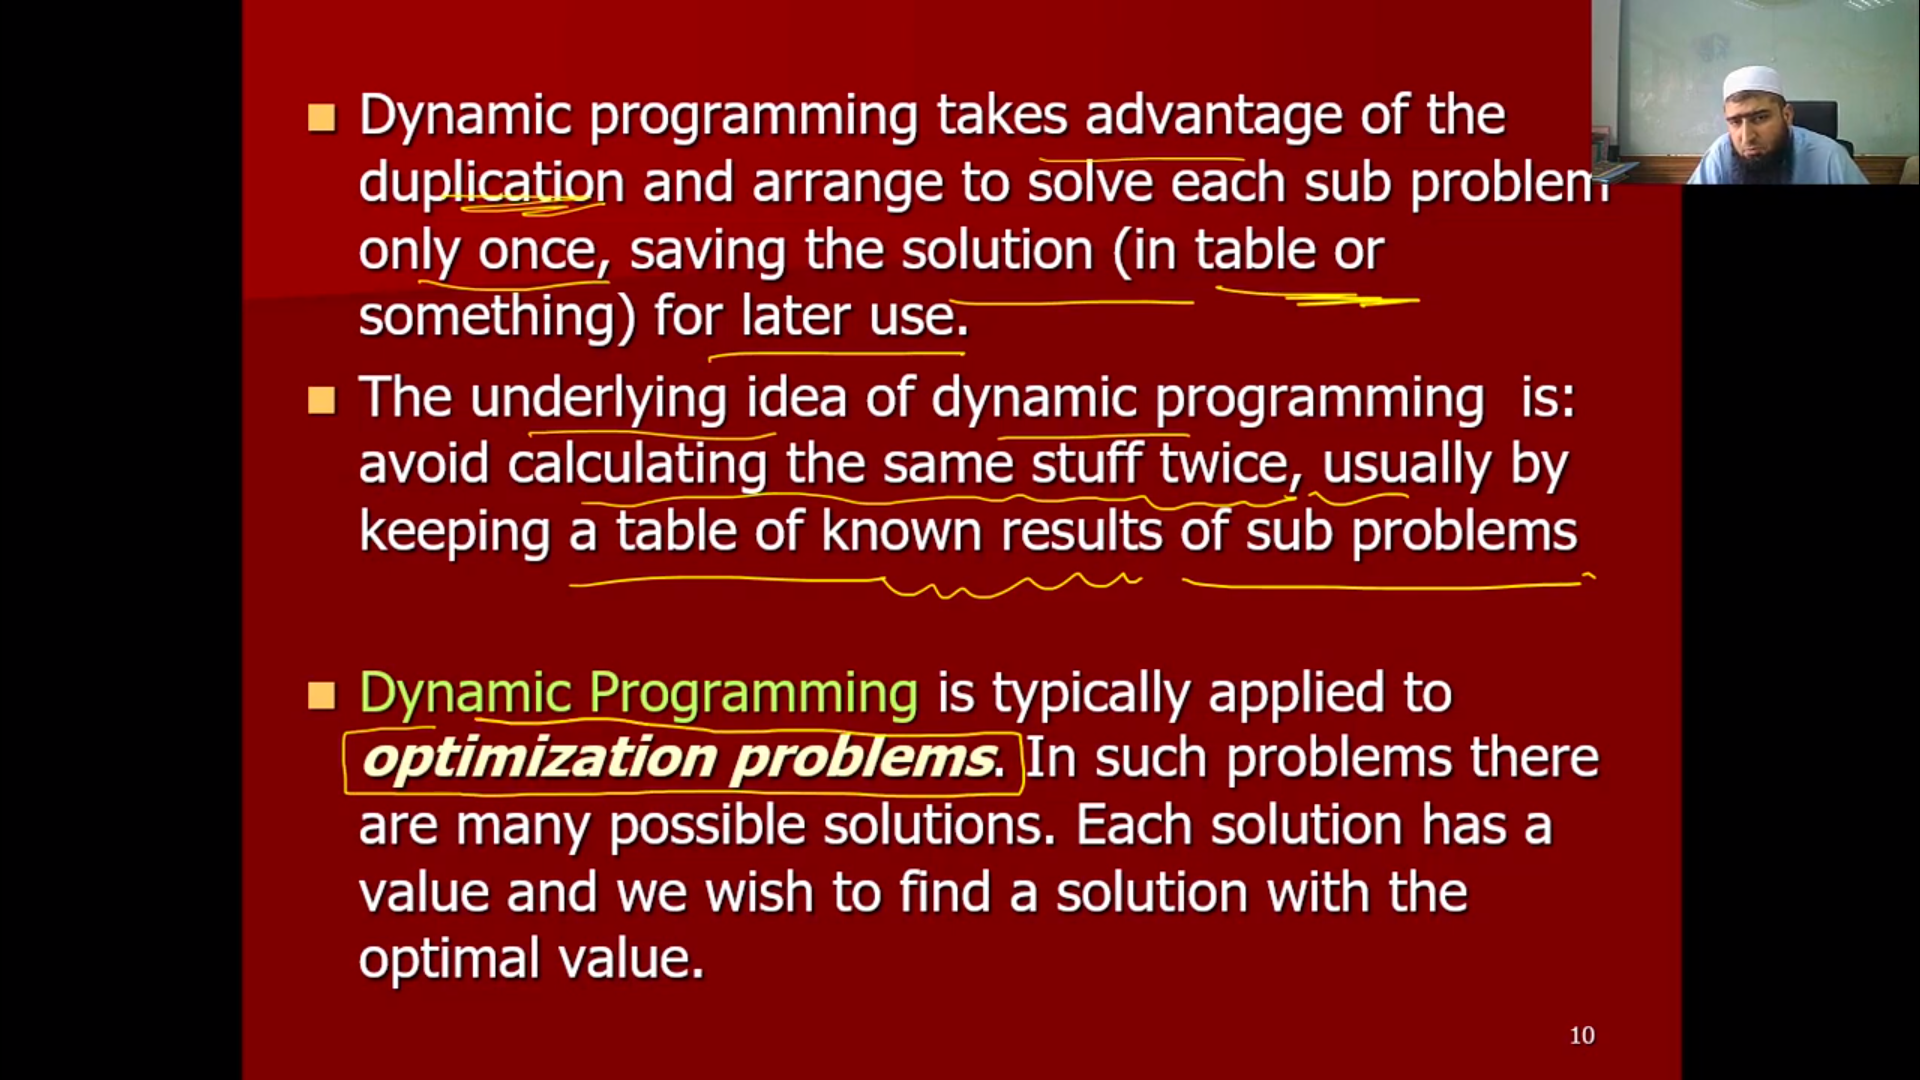 Dynamic programming takes advantage of the
duplication and arrange to solve each sub problem
only once, saving the solution (in table or
something) for later use.
The underlying idea of dynamic programming is:
avoid calculating the same stuff twice, usually by
keeping a table of known results of sub problems
Dynamic Programming is typically applied to
optimization problems. In such problems there
are many possible solutions. Each solution has a
value and we wish to find a solution with the
optimal value.
10